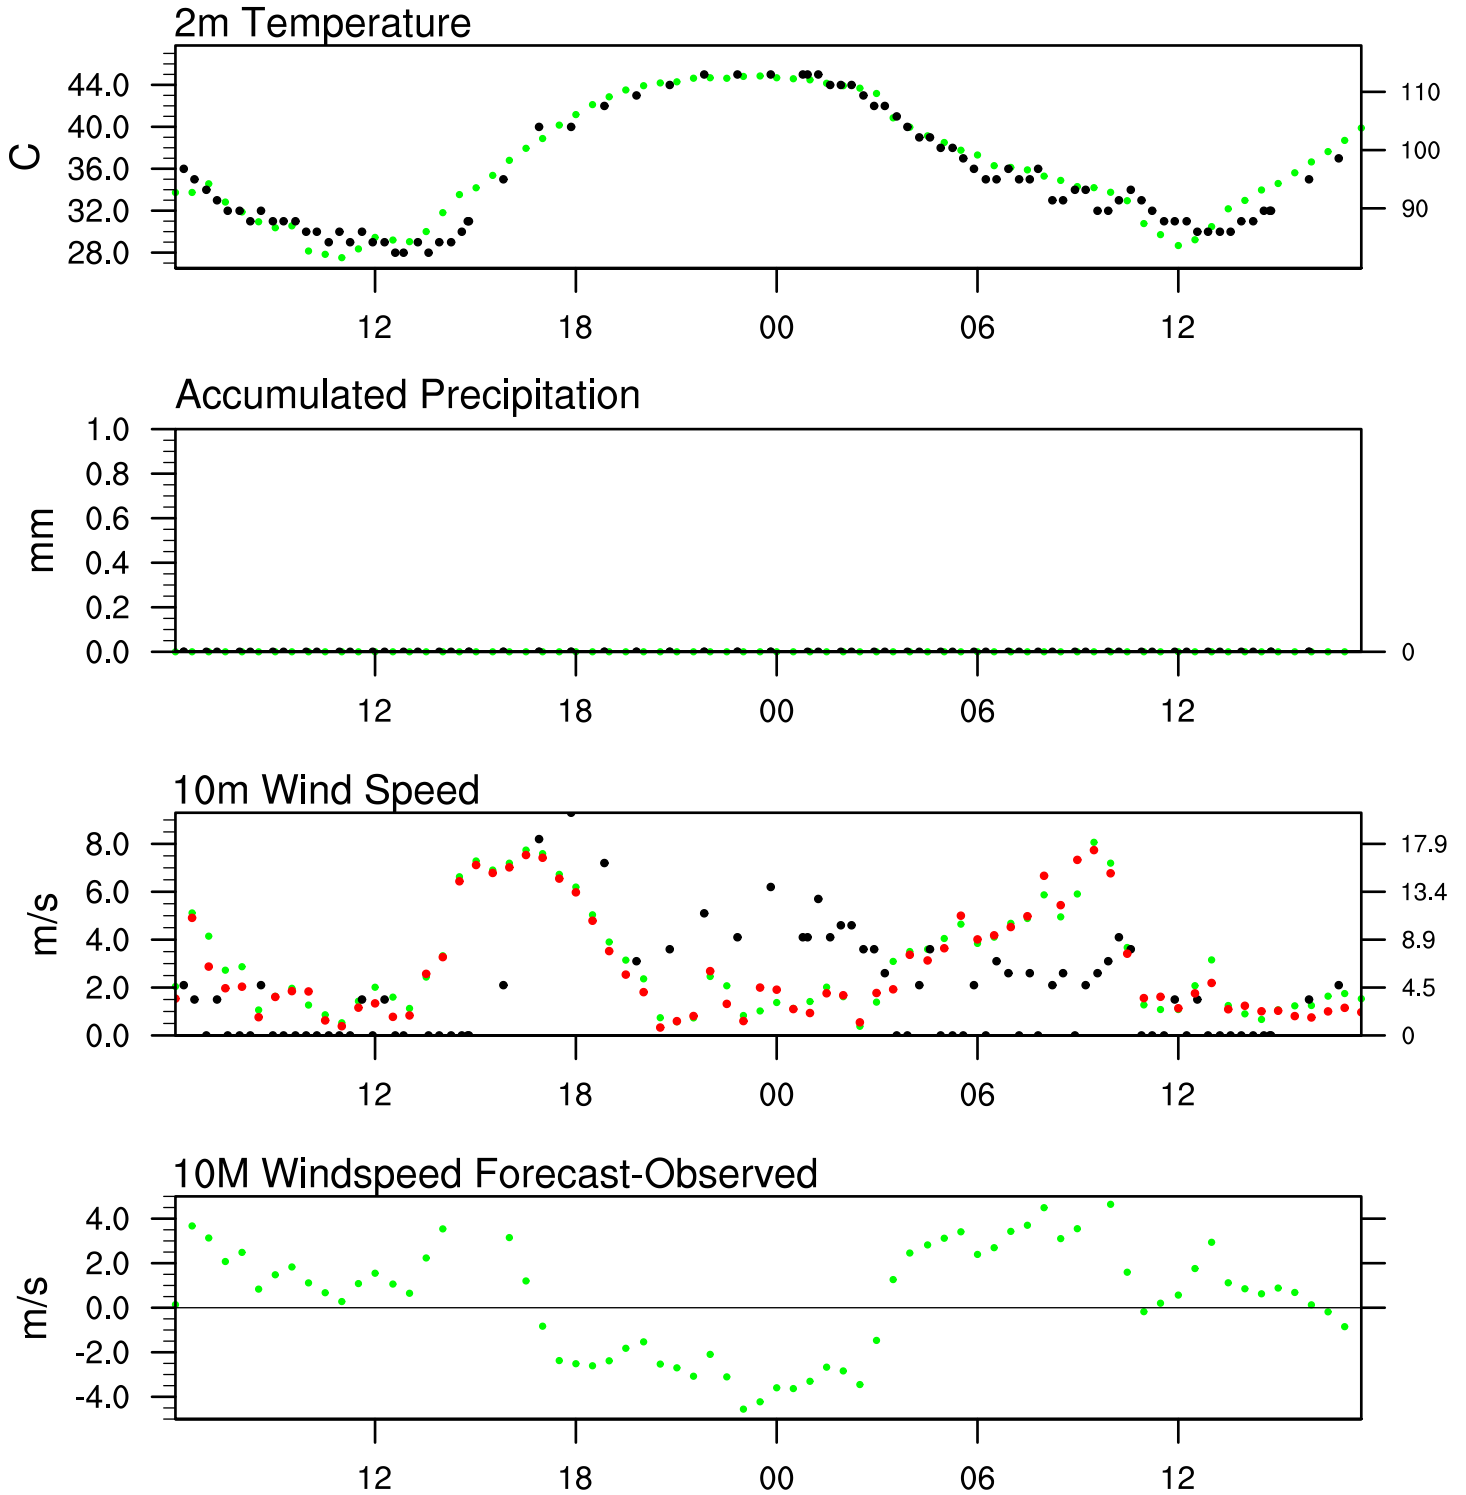 2m Temperature
44.0
40.0
36.0
32.0
28.0
C
110
100
90
12 18 00 06 12
Accumulated Precipitation
1.0
0.8
0.6
0.4
0.2
0.0
mm
0
12 18 00 06 12
10m Wind Speed
8.0
6.0
4.0
2.0
0.0
m/s
17.9
13.4
8.9
4.5
0
12 18 00 06 12
10M Windspeed Forecast-Observed
4.0
2.0
0.0
-2.0
-4.0
m/s
12 18 00 06 12